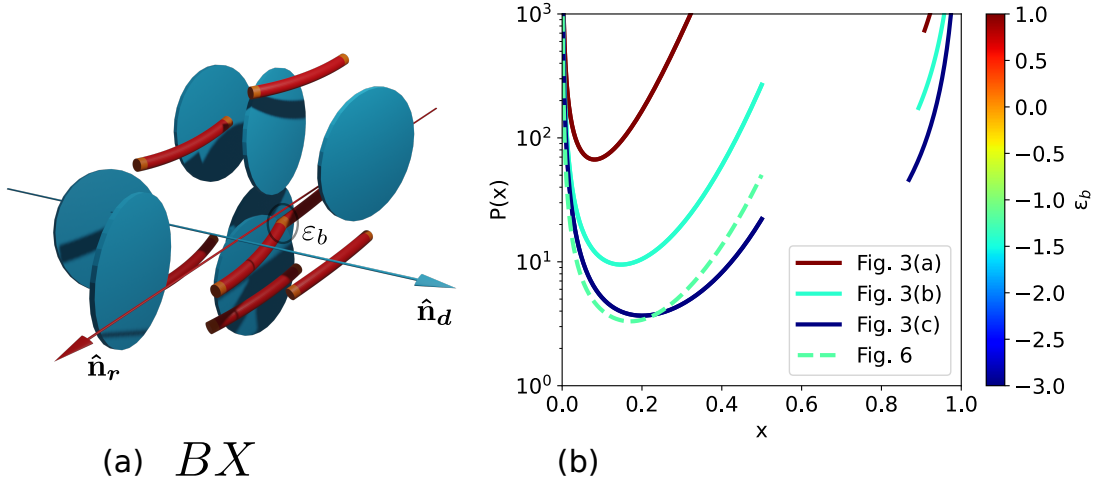 ε_b
n̂_d
n̂_r
(a) BX
10^3
10^2
10^1
10^0
P(x)
0.0 0.2 0.4 0.6 0.8 1.0
x
Fig. 3(a)
Fig. 3(b)
Fig. 3(c)
Fig. 6
1.0
0.5
0.0
−0.5
−1.0
−1.5
−2.0
−2.5
−3.0
ε_b
(b)